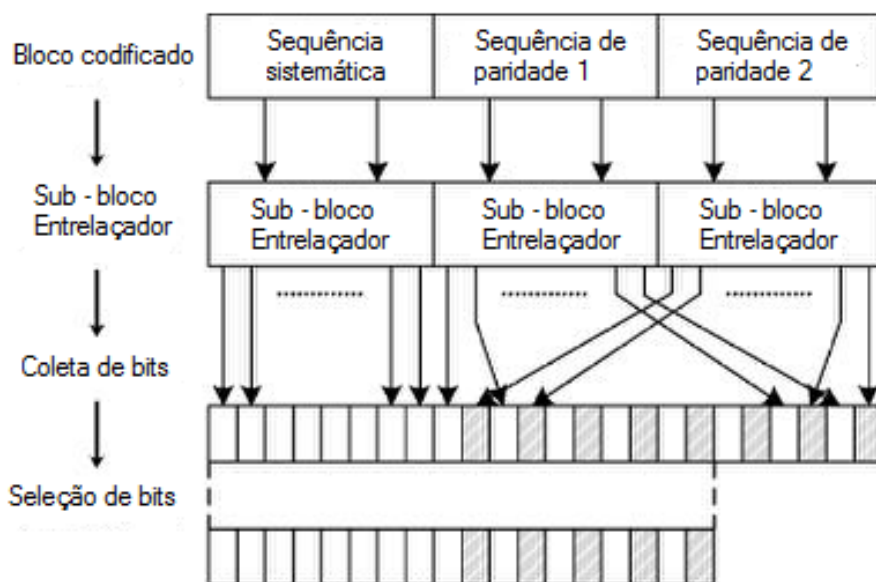 Bloco codificado
Sequência
sistemática
Sequência de
paridade 1
Sequência de
paridade 2
Sub - bloco
Entrelaçador
Sub - bloco
Entrelaçador
Sub - bloco
Entrelaçador
Sub - bloco
Entrelaçador
Coleta de bits
Seleção de bits